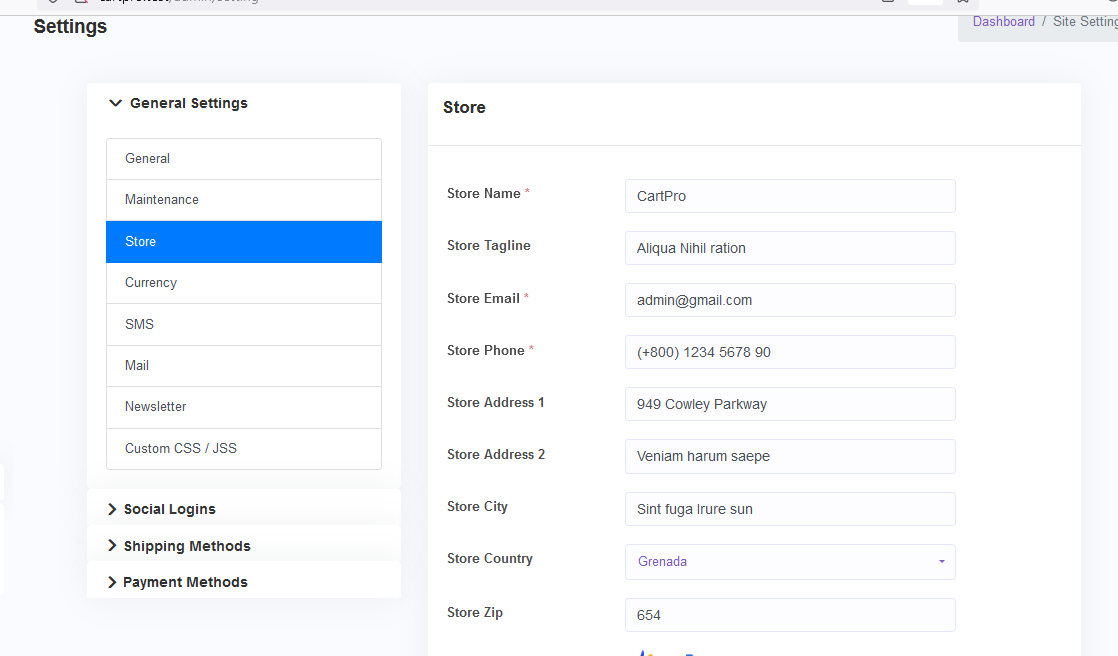 Settings
Dashboard / Site Setting
General Settings
General
Maintenance
Store
Currency
SMS
Mail
Newsletter
Custom CSS / JSS
Social Logins
Shipping Methods
Payment Methods
Store
Store Name * CartPro
Store Tagline Aliqua Nihil ration
Store Email * admin@gmail.com
Store Phone * (+800) 1234 5678 90
Store Address 1 949 Cowley Parkway
Store Address 2 Veniam harum saepe
Store City Sint fuga Irure sun
Store Country Grenada
Store Zip 654